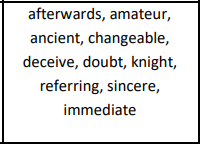 afterwards, amateur,
ancient, changeable,
deceive, doubt, knight,
referring, sincere,
immediate